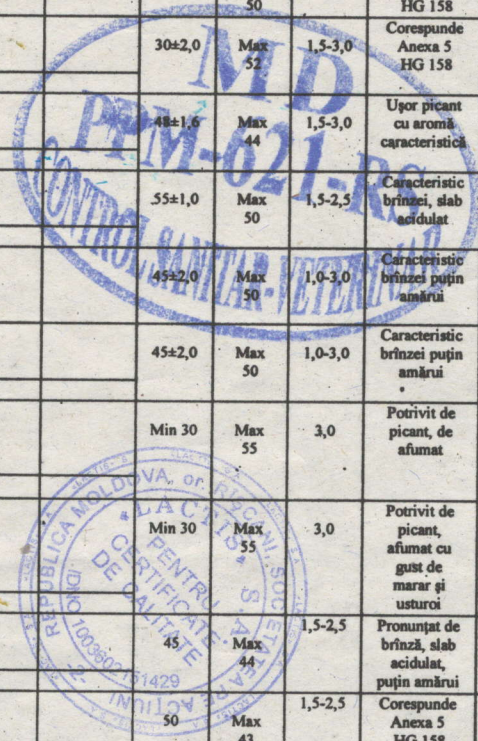 50
HG 158
30±2,0
Max
52
1,5-3,0
Corespunde
Anexa 5
HG 158
48±1,6
Max
44
1,5-3,0
Ușor picant
cu aromă
caracteristică
55±1,0
Max
50
1,5-2,5
Caracteristic
brînzei, slab
acidulat
45±2,0
Max
50
1,0-3,0
Caracteristic
brînzei puțin
amărui
45±2,0
Max
50
1,0-3,0
Caracteristic
brînzei puțin
amărui
Min 30
Max
55
3,0
Potrivit de
picant, de
afumat
Min 30
Max
55
3,0
Potrivit de
picant,
afumat cu
gust de
marar și
usturoi
45
Max
44
1,5-2,5
Pronunțat de
brînză, slab
acidulat,
puțin amărui
50
Max
43
1,5-2,5
Corespunde
Anexa 5
HG 158
MD
PPM-621-RS
CONTROL SANITAR-VETERINAR
REPUBLICA MOLDOVA, or. RÎȘCANI, SOCIETATEA DE ACȚIUNI
"LACTIS" S.A.
PENTRU
CERTIFICATE
DE CALITATE